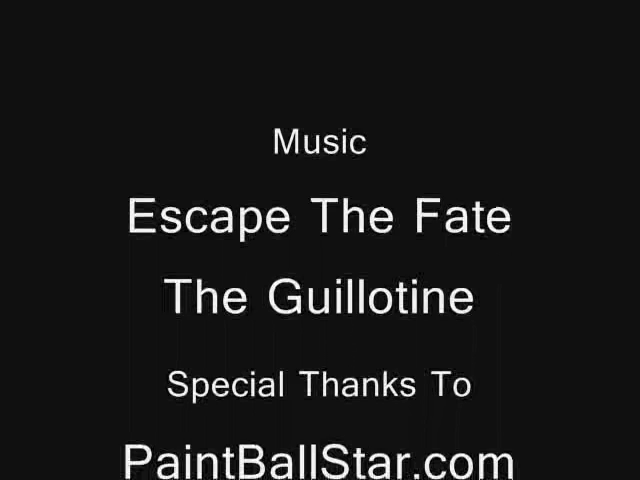 Music
Escape The Fate
The Guillotine
Special Thanks To
PaintBallStar.com